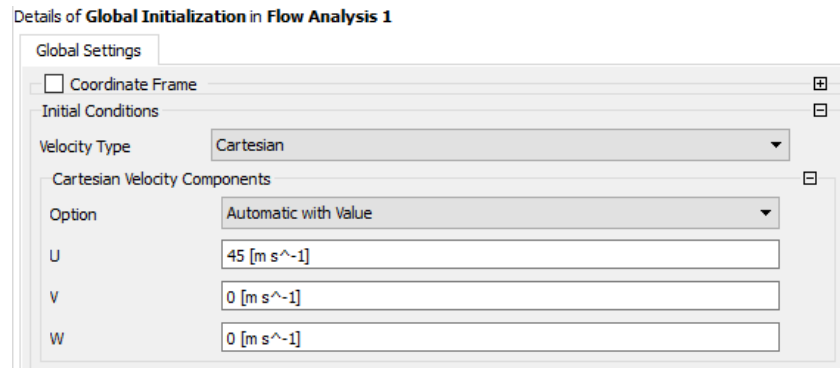 Details of Global Initialization in Flow Analysis 1
Global Settings
Coordinate Frame
Initial Conditions
Velocity Type Cartesian
Cartesian Velocity Components
Option Automatic with Value
U 45 [m s^-1]
V 0 [m s^-1]
W 0 [m s^-1]